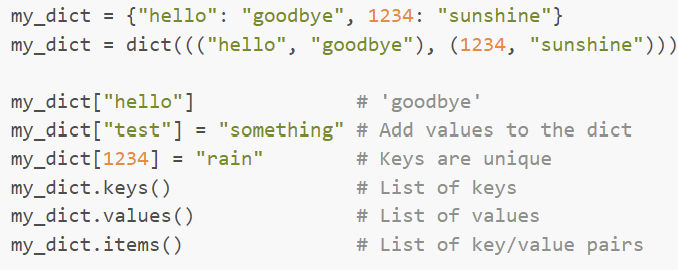 my_dict = {"hello": "goodbye", 1234: "sunshine"}
my_dict = dict((("hello", "goodbye"), (1234, "sunshine")))

my_dict["hello"]               # 'goodbye'
my_dict["test"] = "something" # Add values to the dict
my_dict[1234] = "rain"         # Keys are unique
my_dict.keys()                 # List of keys
my_dict.values()               # List of values
my_dict.items()                # List of key/value pairs